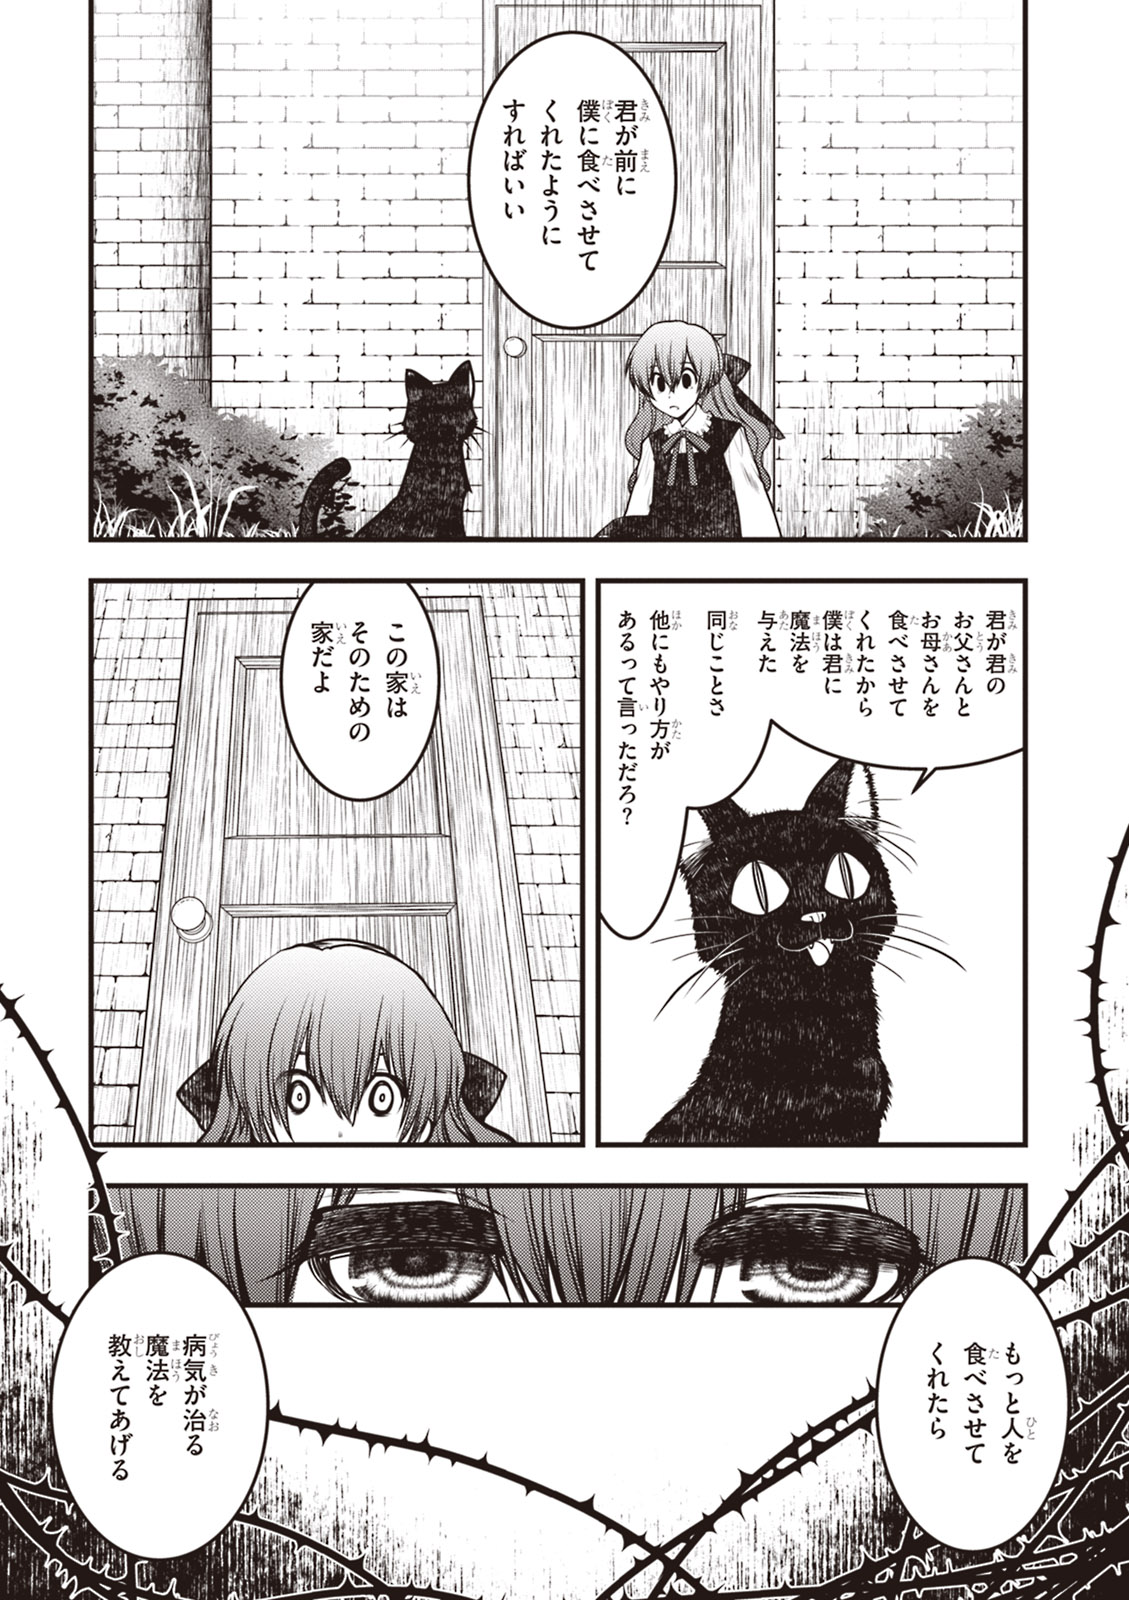 君が前に
僕に食べさせて
くれたように
すればいい
君が君の
お父さんと
お母さんを
食べさせて
くれたから
僕は君に
魔法を
与えた
同じことさ
他にもやり方が
あるって言っただろ?
この家は
そのための
家だよ
もっと人を
食べさせて
くれたら
病気が治る
魔法を
教えてあげる